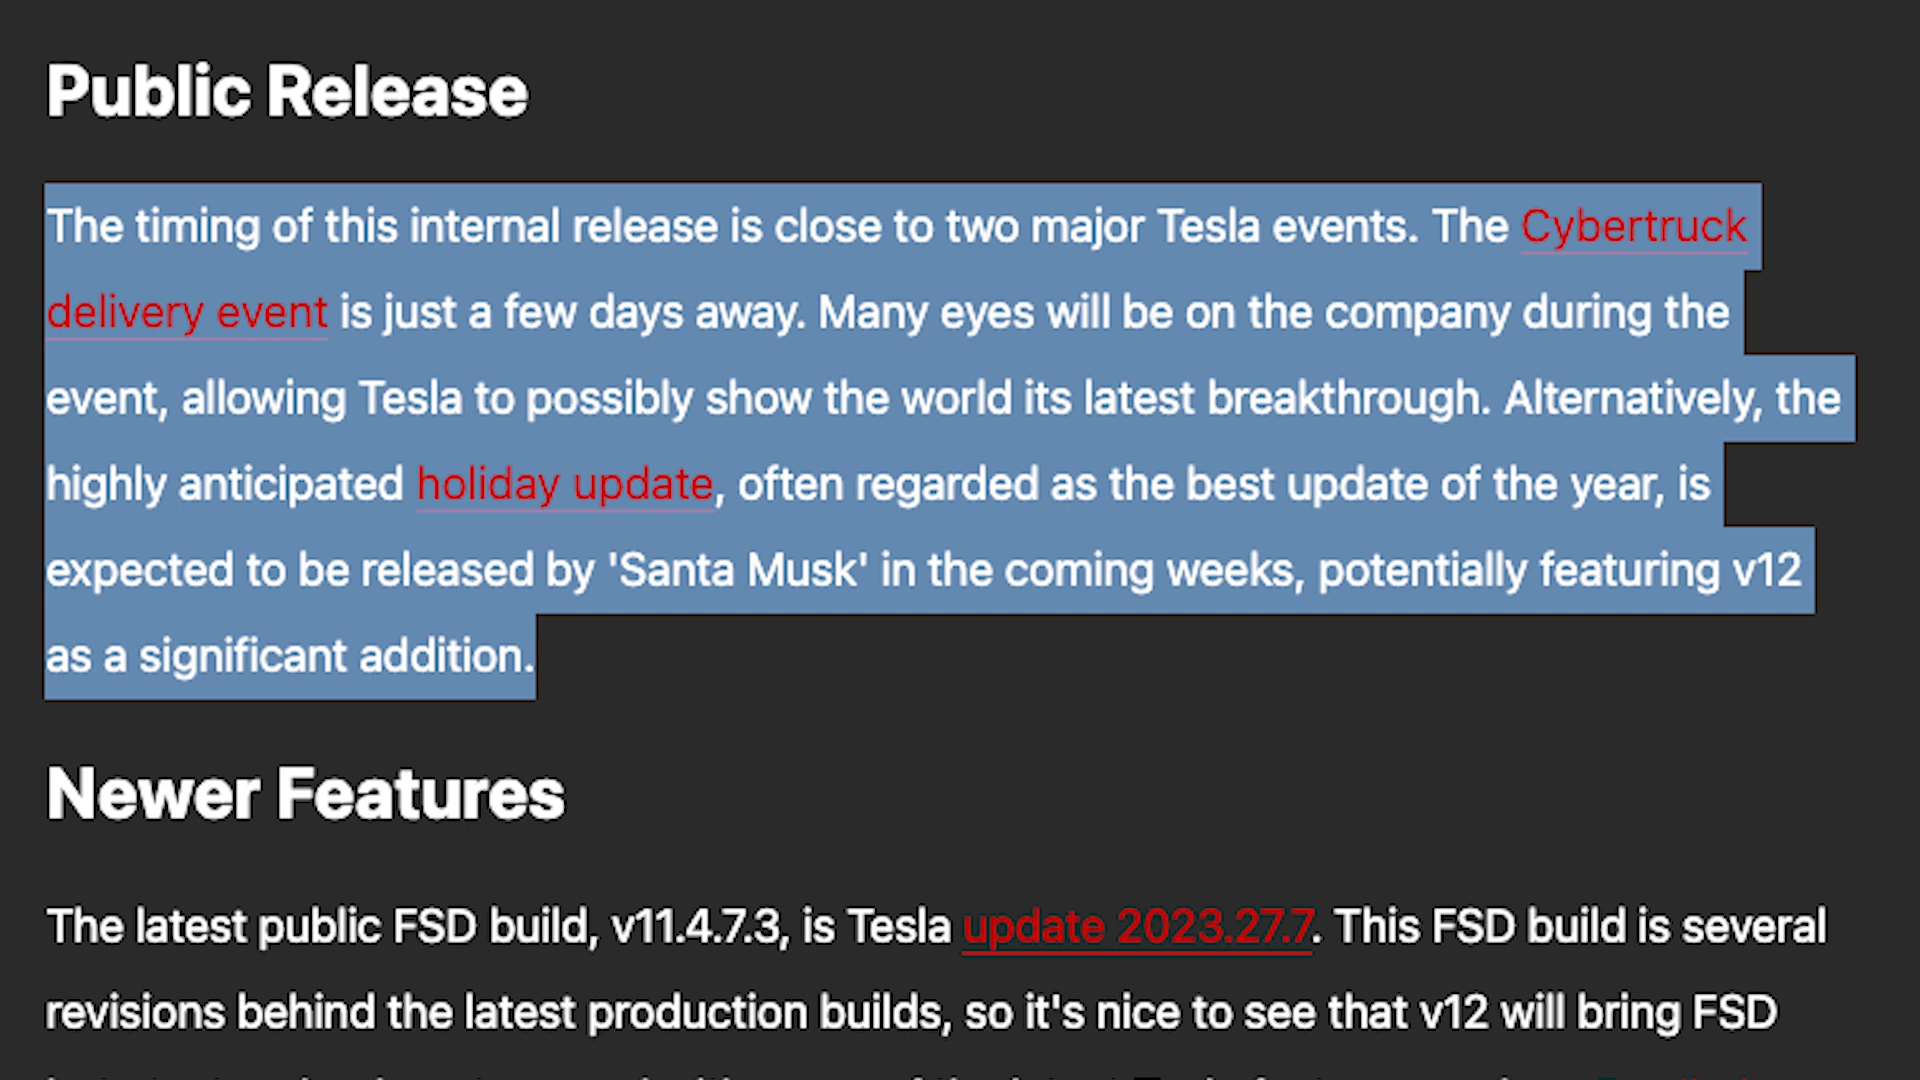 Public Release
The timing of this internal release is close to two major Tesla events. The Cybertruck
delivery event is just a few days away. Many eyes will be on the company during the
event, allowing Tesla to possibly show the world its latest breakthrough. Alternatively, the
highly anticipated holiday update, often regarded as the best update of the year, is
expected to be released by 'Santa Musk' in the coming weeks, potentially featuring v12
as a significant addition.
Newer Features
The latest public FSD build, v11.4.7.3, is Tesla update 2023.27.7. This FSD build is several
revisions behind the latest production builds, so it's nice to see that v12 will bring FSD